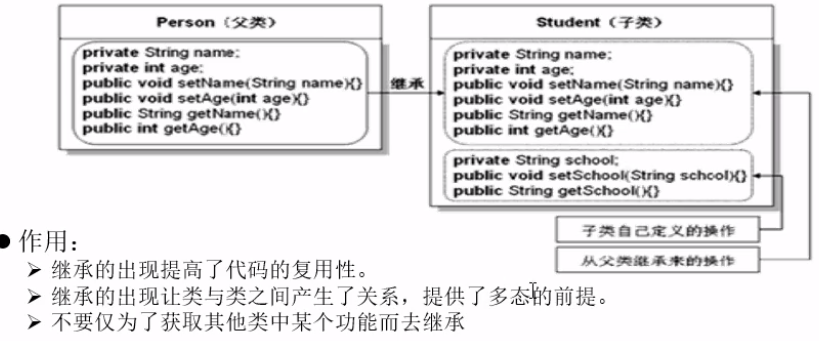 Person（父类）
private String name;
private int age;
public void setName(String name){}
public void setAge(int age){}
public String getName(){}
public int getAge(){}
继承
Student（子类）
private String name;
private int age;
public void setName(String name){}
public void setAge(int age){}
public String getName(){}
public int getAge(){}
private String school;
public void setSchool(String school){}
public String getSchool(){}
子类自己定义的操作
从父类继承来的操作
● 作用：
➢ 继承的出现提高了代码的复用性。
➢ 继承的出现让类与类之间产生了关系，提供了多态的前提。
➢ 不要仅为了获取其他类中某个功能而去继承